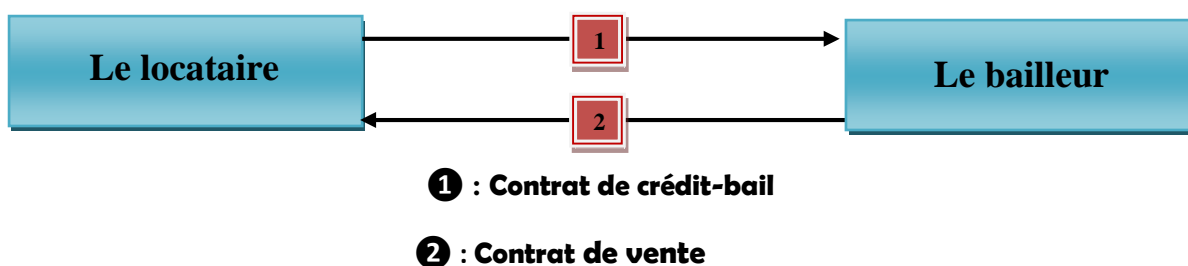 1
Le locataire
Le bailleur
2
❶ : Contrat de crédit-bail
❷ : Contrat de vente